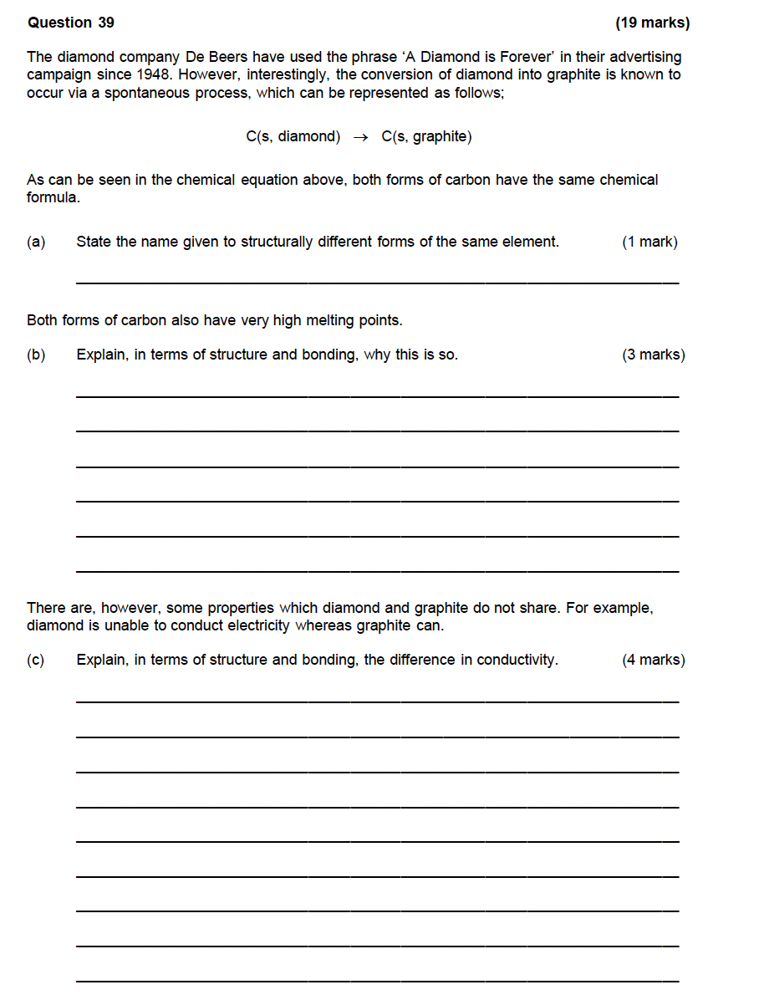 Question 39 (19 marks)
The diamond company De Beers have used the phrase ‘A Diamond is Forever’ in their advertising
campaign since 1948. However, interestingly, the conversion of diamond into graphite is known to
occur via a spontaneous process, which can be represented as follows;
C(s, diamond) → C(s, graphite)
As can be seen in the chemical equation above, both forms of carbon have the same chemical
formula.
(a) State the name given to structurally different forms of the same element. (1 mark)
Both forms of carbon also have very high melting points.
(b) Explain, in terms of structure and bonding, why this is so. (3 marks)
There are, however, some properties which diamond and graphite do not share. For example,
diamond is unable to conduct electricity whereas graphite can.
(c) Explain, in terms of structure and bonding, the difference in conductivity. (4 marks)